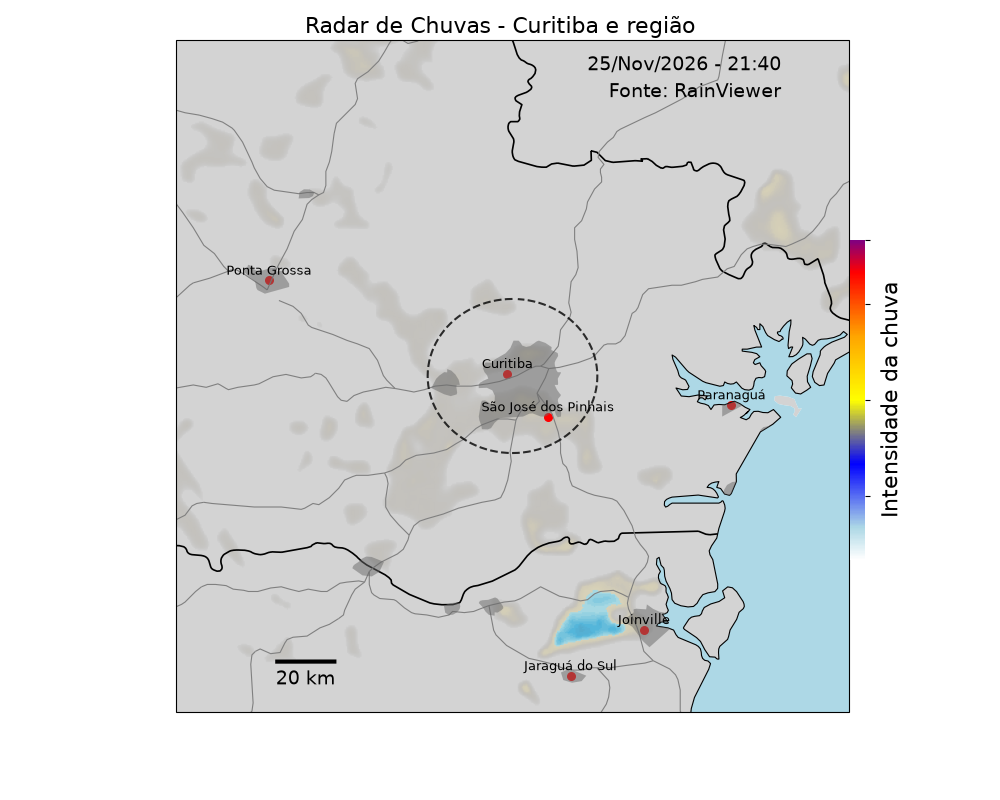 Radar de Chuvas - Curitiba e região
25/Nov/2026 - 21:40
Fonte: RainViewer
Ponta Grossa
Curitiba
Paranaguá
São José dos Pinhais
Intensidade da chuva
Joinville
Jaraguá do Sul
20 km